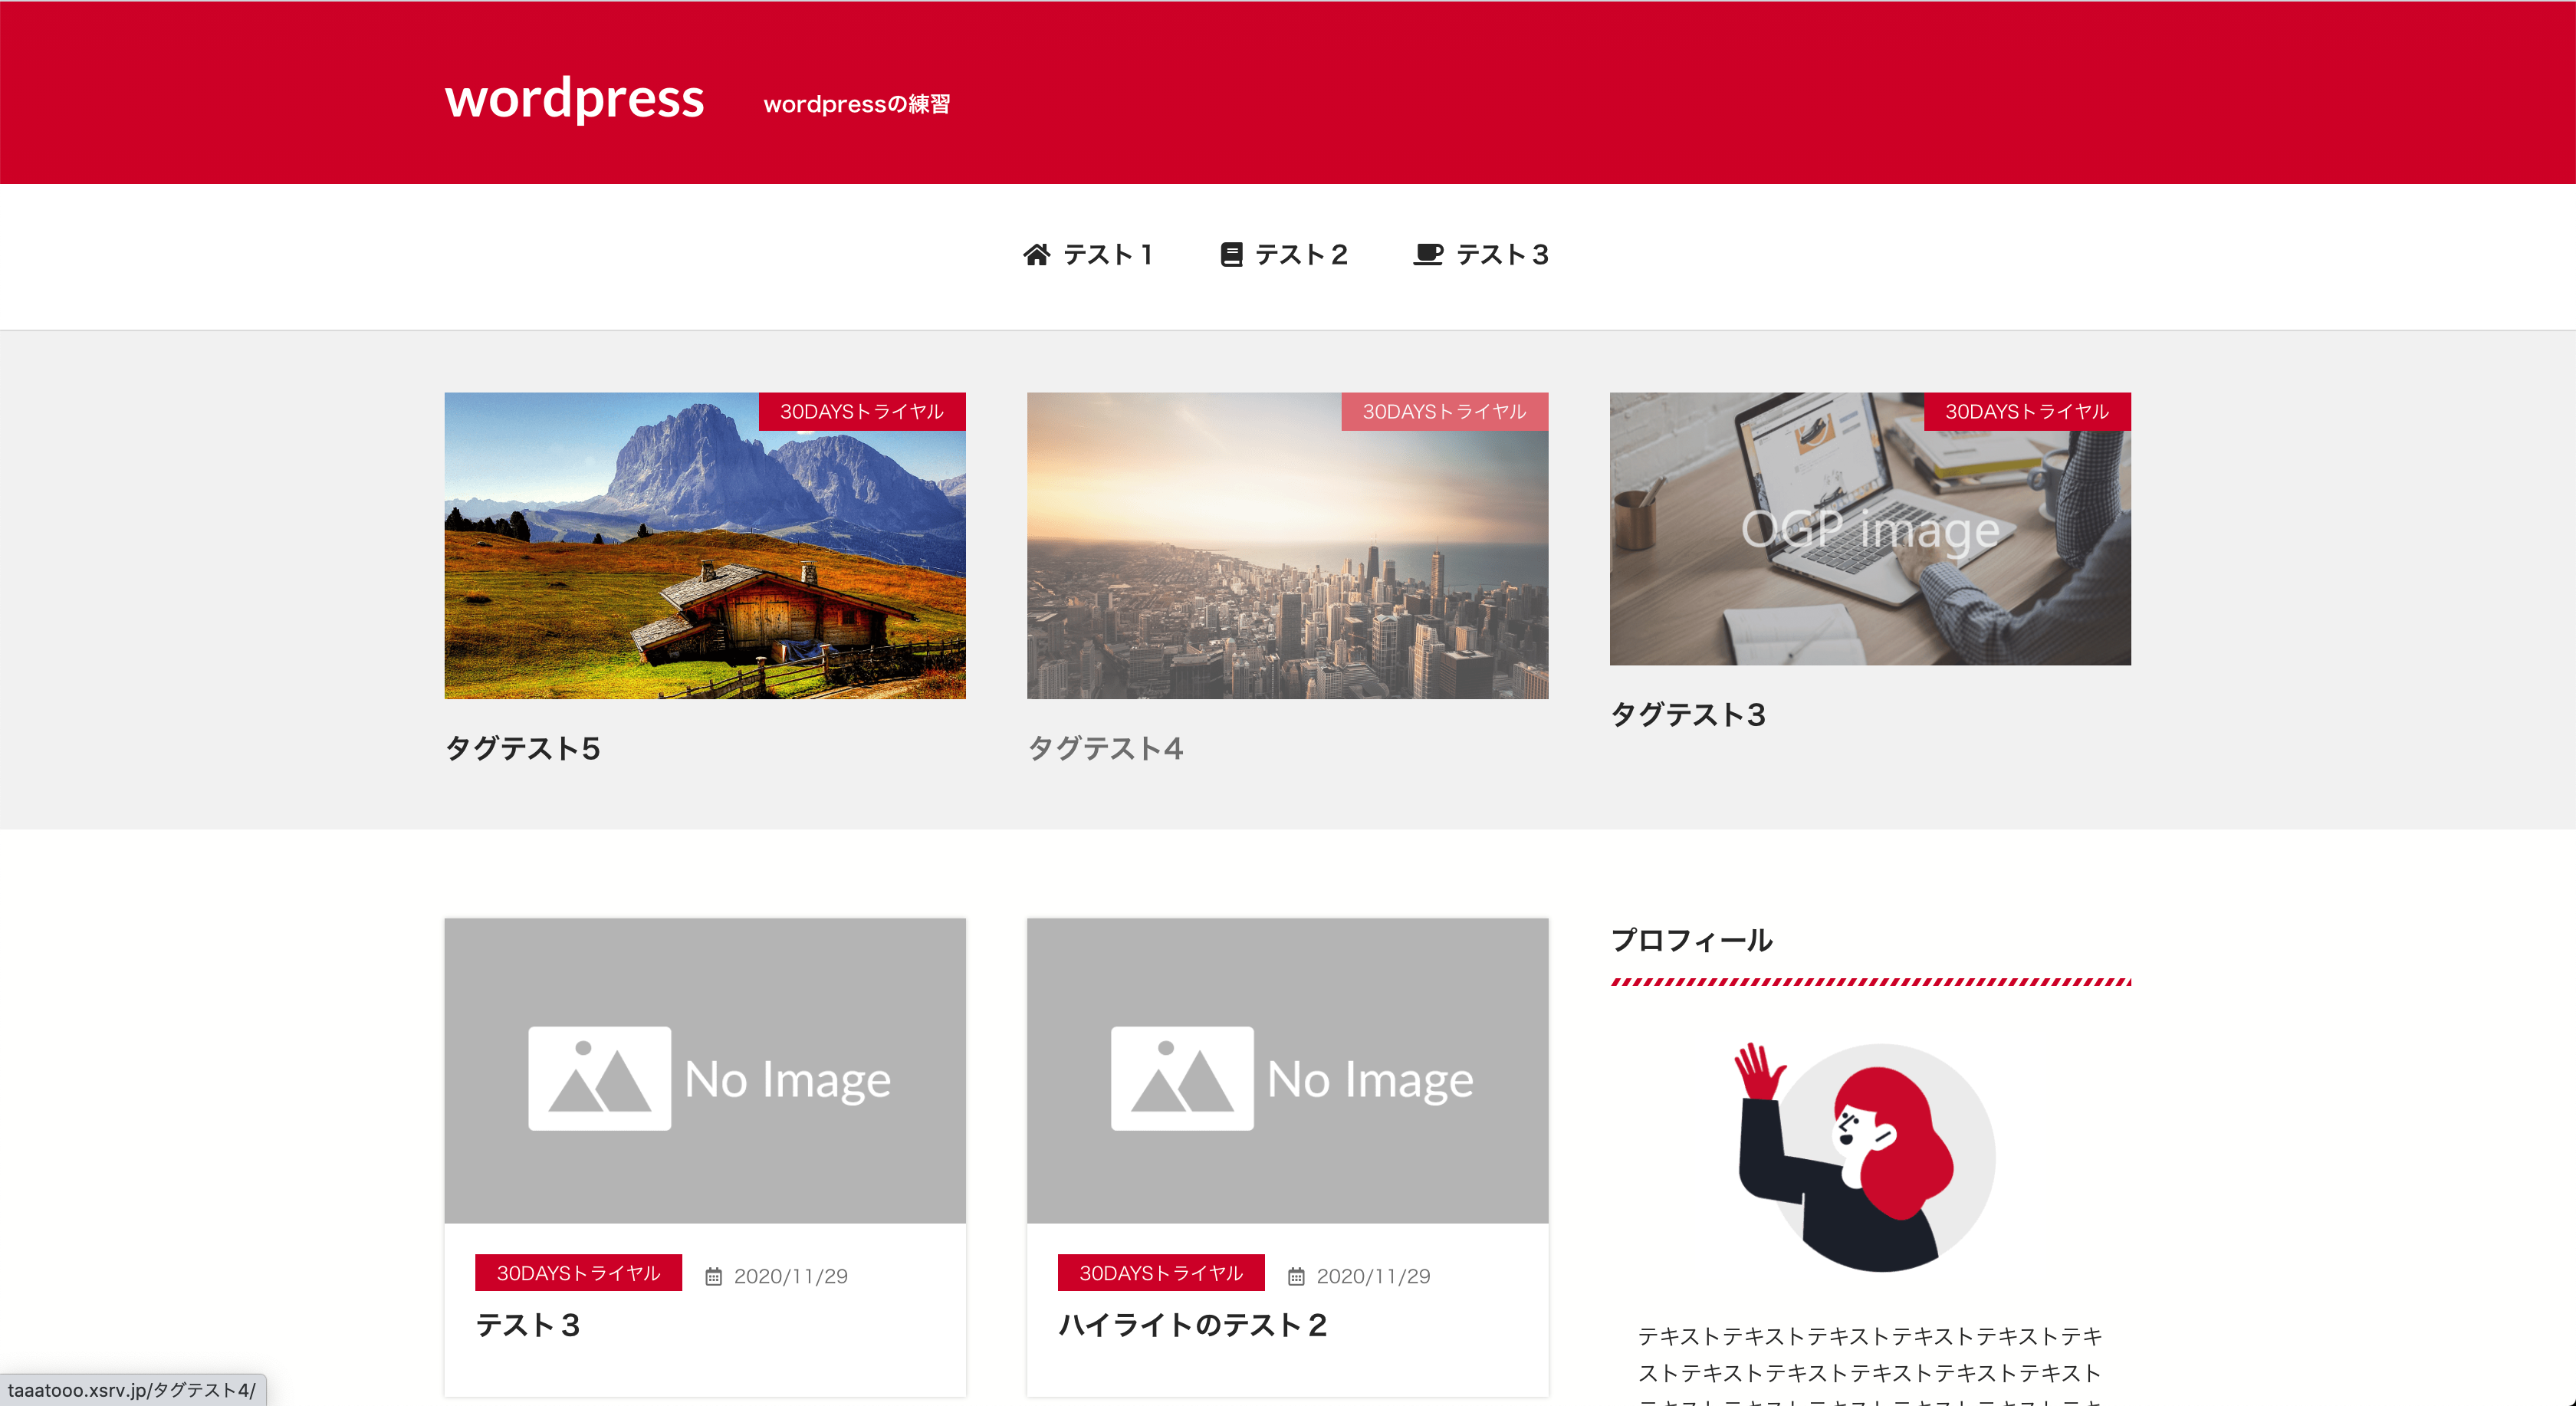 wordpress
wordpressの練習
テスト1
テスト2
テスト3
30DAYSトライヤル
30DAYSトライヤル
30DAYSトライヤル
OGP image
タグテスト5
タグテスト4
タグテスト3
プロフィール
No Image
No Image
30DAYSトライヤル 2020/11/29
テスト3
30DAYSトライヤル 2020/11/29
ハイライトのテスト2
テキストテキストテキストテキストテキストテキ
ストテキストテキストテキストテキストテキスト
taaatooo.xsrv.jp/タグテスト4/